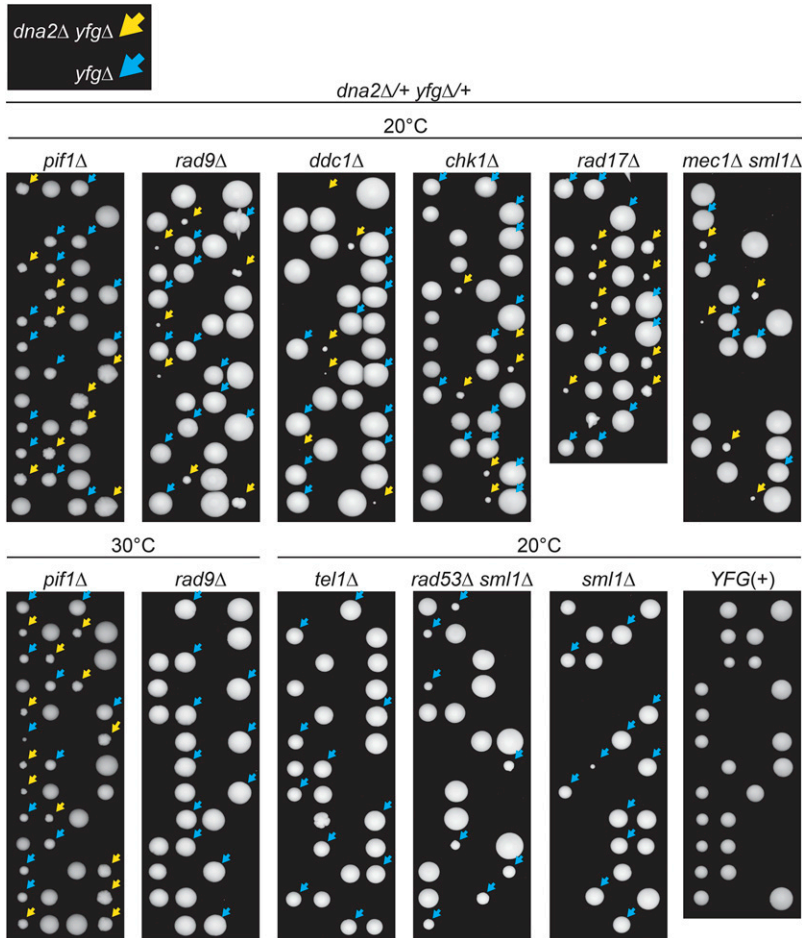 dna2Δ yfgΔ
yfgΔ
dna2Δ/+ yfgΔ/+
20°C
pif1Δ rad9Δ ddc1Δ chk1Δ rad17Δ mec1Δ sml1Δ
30°C 20°C
pif1Δ rad9Δ tel1Δ rad53Δ sml1Δ sml1Δ YFG(+)